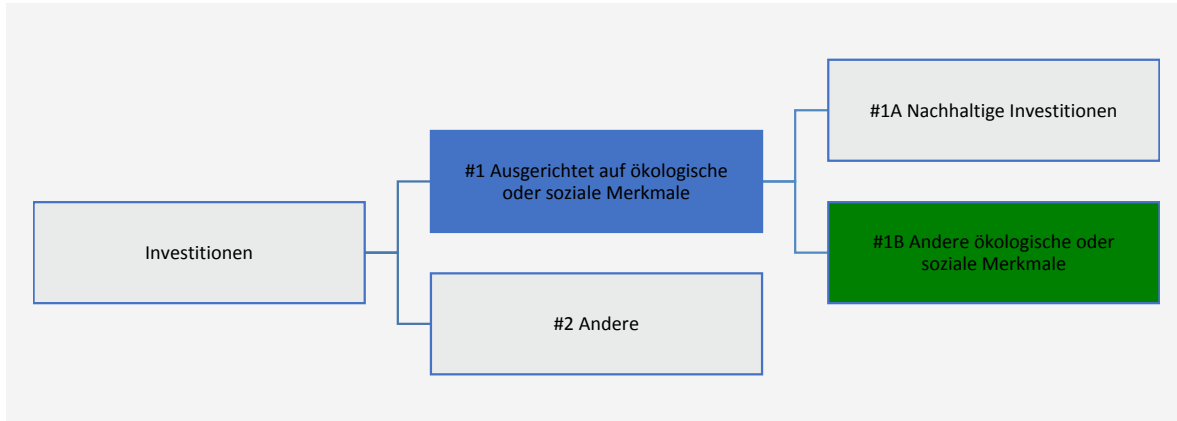 Investitionen
#1 Ausgerichtet auf ökologische
oder soziale Merkmale
#2 Andere
#1A Nachhaltige Investitionen
#1B Andere ökologische oder
soziale Merkmale